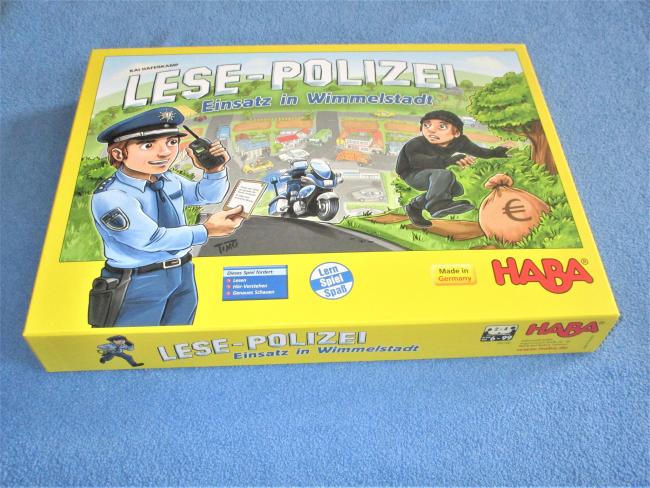 KAI HAFERKAMP
LESE-POLIZEI
Einsatz in Wimmelstadt
€
TIMO
Dieses Spiel fördert:
Lesen
Hör-Verstehen
Genaues Schauen
Lern
Spiel
Spaß
Made in
Germany
HABA®
LESE-POLIZEI
Einsatz in Wimmelstadt
6 - 99
HABA®